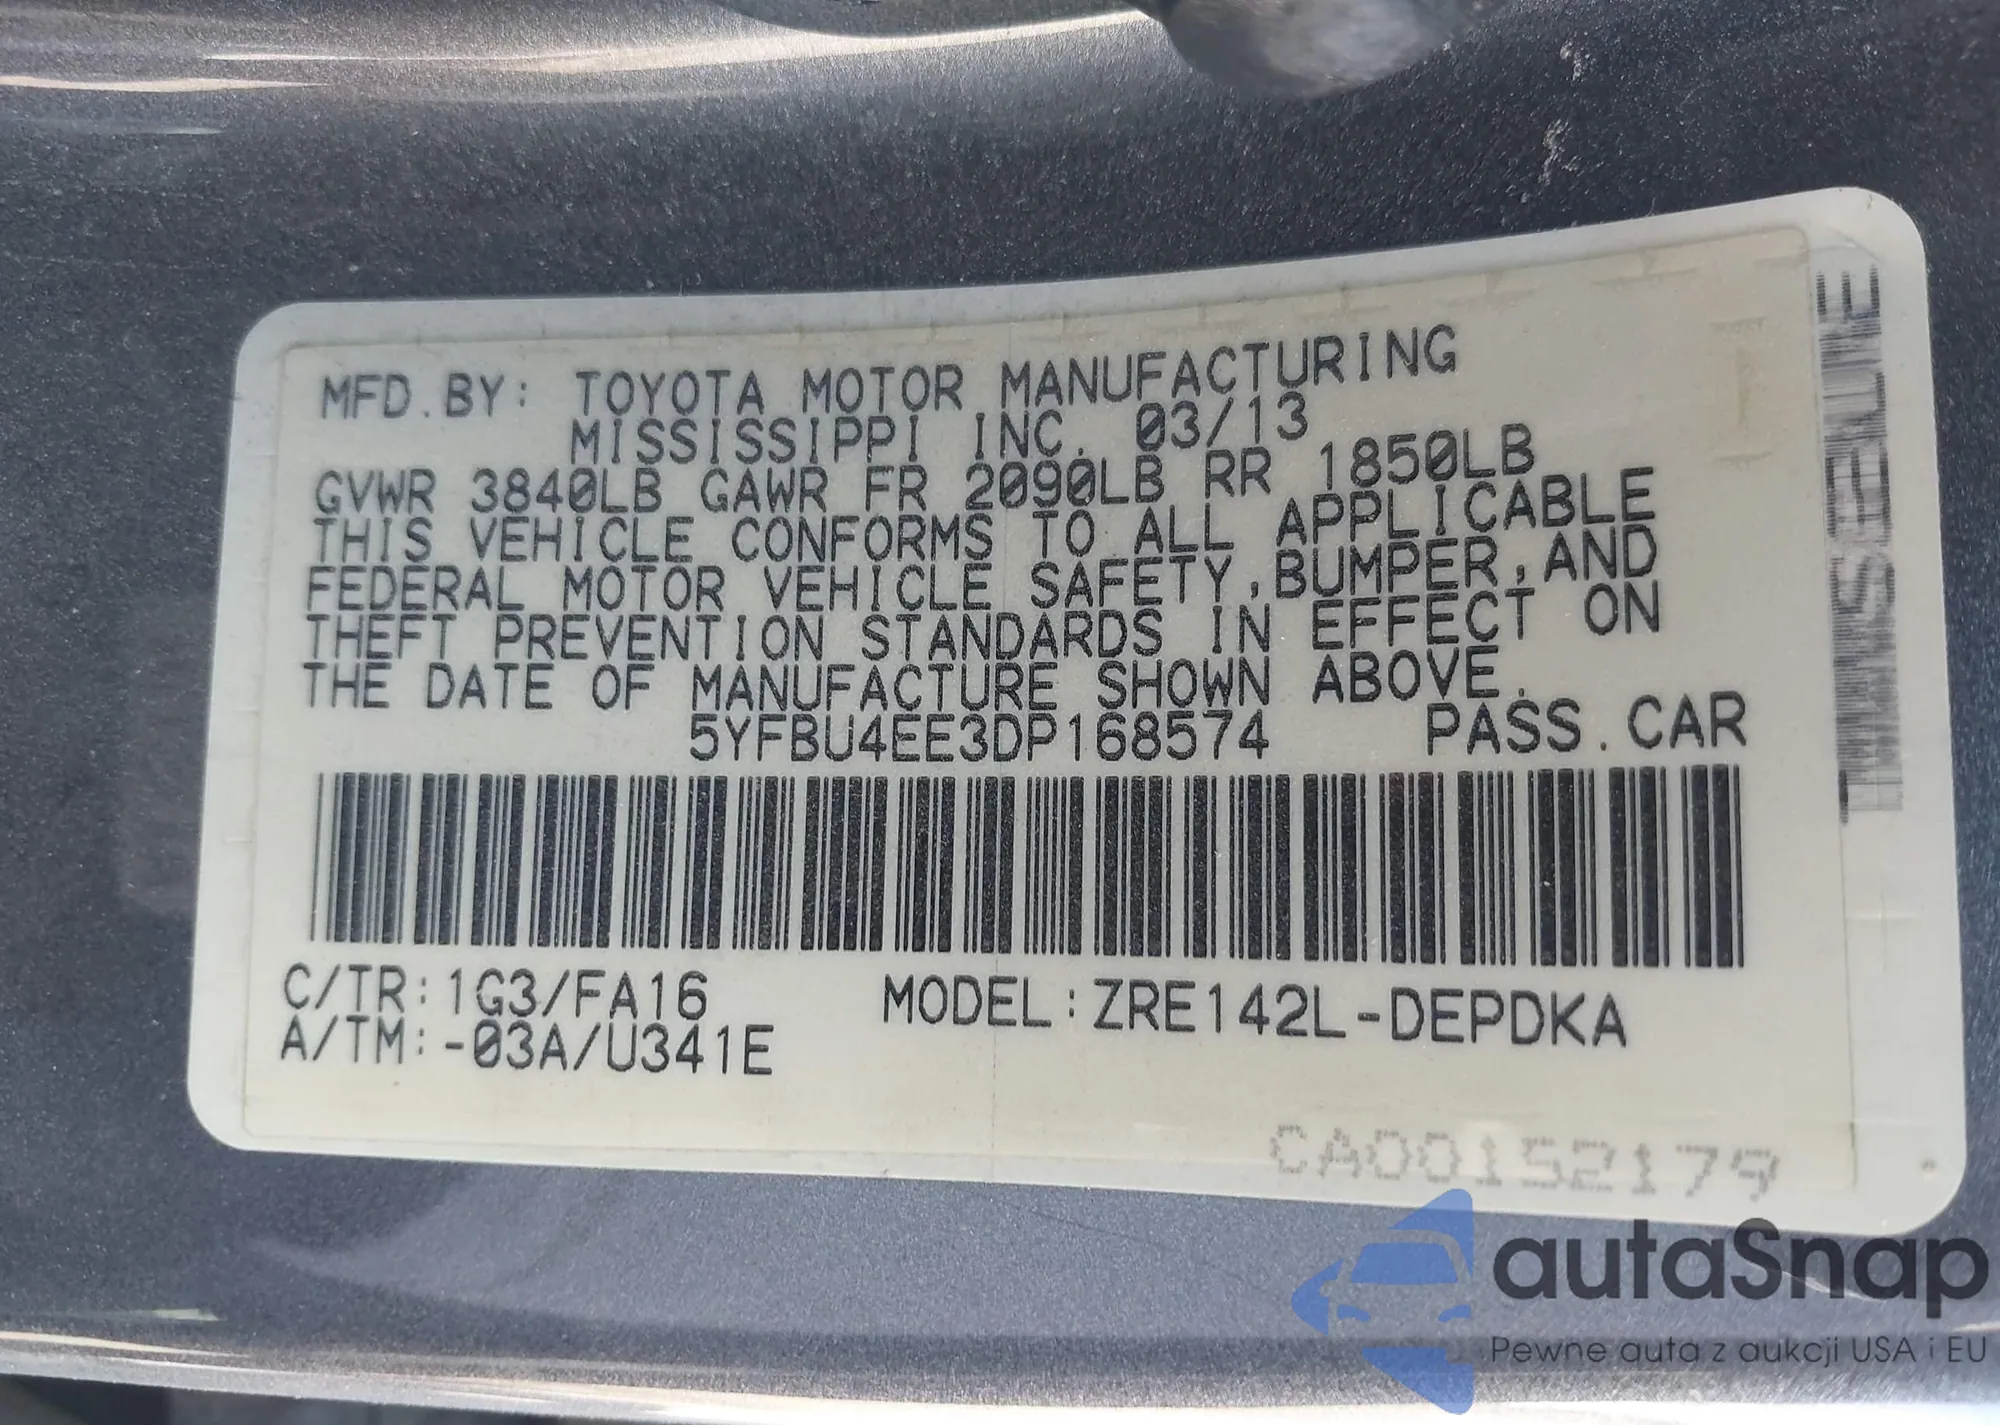 MFD.BY: TOYOTA MOTOR MANUFACTURING
MISSISSIPPI INC. 03/13
GVWR 3840LB GAWR FR 2090LB RR 1850LB
THIS VEHICLE CONFORMS TO ALL APPLICABLE
FEDERAL MOTOR VEHICLE SAFETY,BUMPER,AND
THEFT PREVENTION STANDARDS IN EFFECT ON
THE DATE OF MANUFACTURE SHOWN ABOVE.
5YFBU4EE3DP168574 PASS.CAR
C/TR:1G3/FA16 MODEL:ZRE142L-DEPDKA
A/TM:-03A/U341E
CA00152179
autaSnap
Pewne auta z aukcji USA i EU